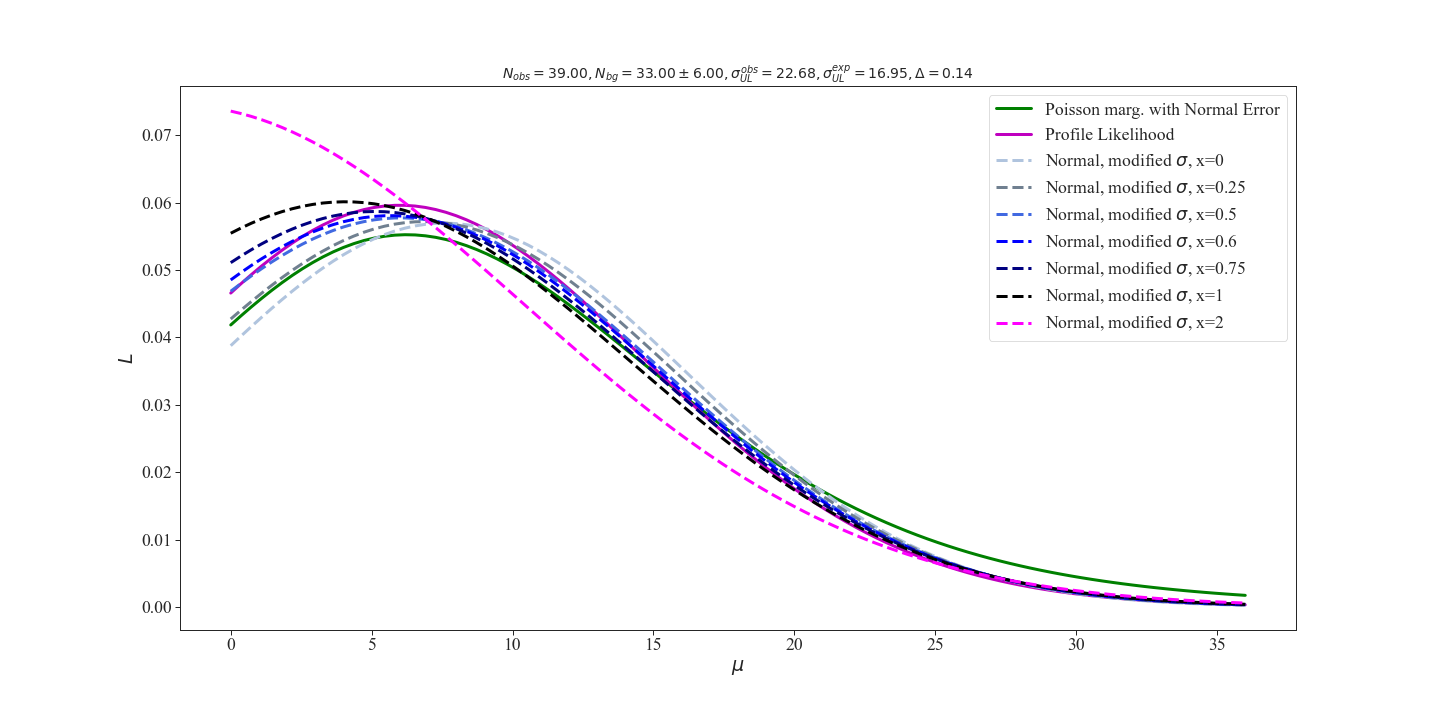 N_obs = 39.00, N_bg = 33.00 ± 6.00, σ_UL^obs = 22.68, σ_UL^exp = 16.95, Δ = 0.14
Poisson marg. with Normal Error
Profile Likelihood
Normal, modified σ, x=0
Normal, modified σ, x=0.25
Normal, modified σ, x=0.5
Normal, modified σ, x=0.6
Normal, modified σ, x=0.75
Normal, modified σ, x=1
Normal, modified σ, x=2
0.07
0.06
0.05
0.04
0.03
0.02
0.01
0.00
L
0 5 10 15 20 25 30 35
μ